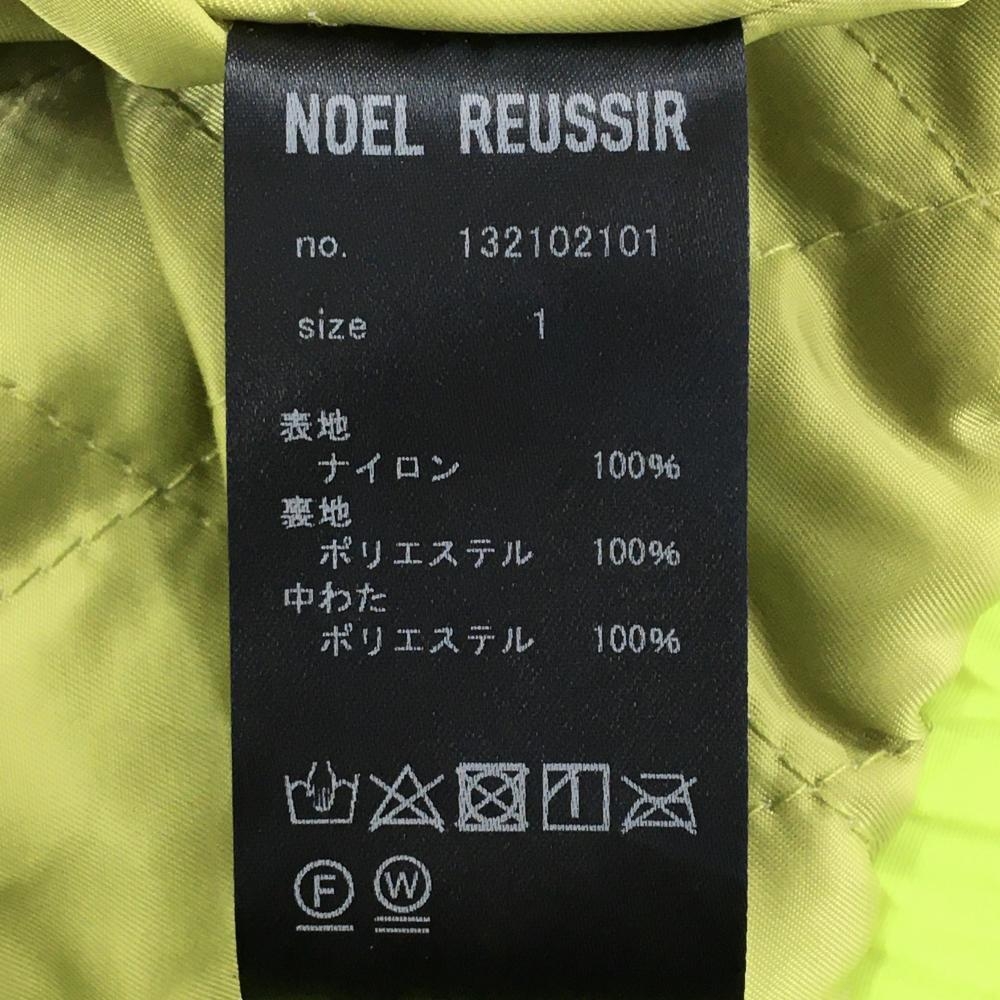 NOEL REUSSIR
no. 132102101
size 1
表地
ナイロン 100%
裏地
ポリエステル 100%
中わた
ポリエステル 100%
F W